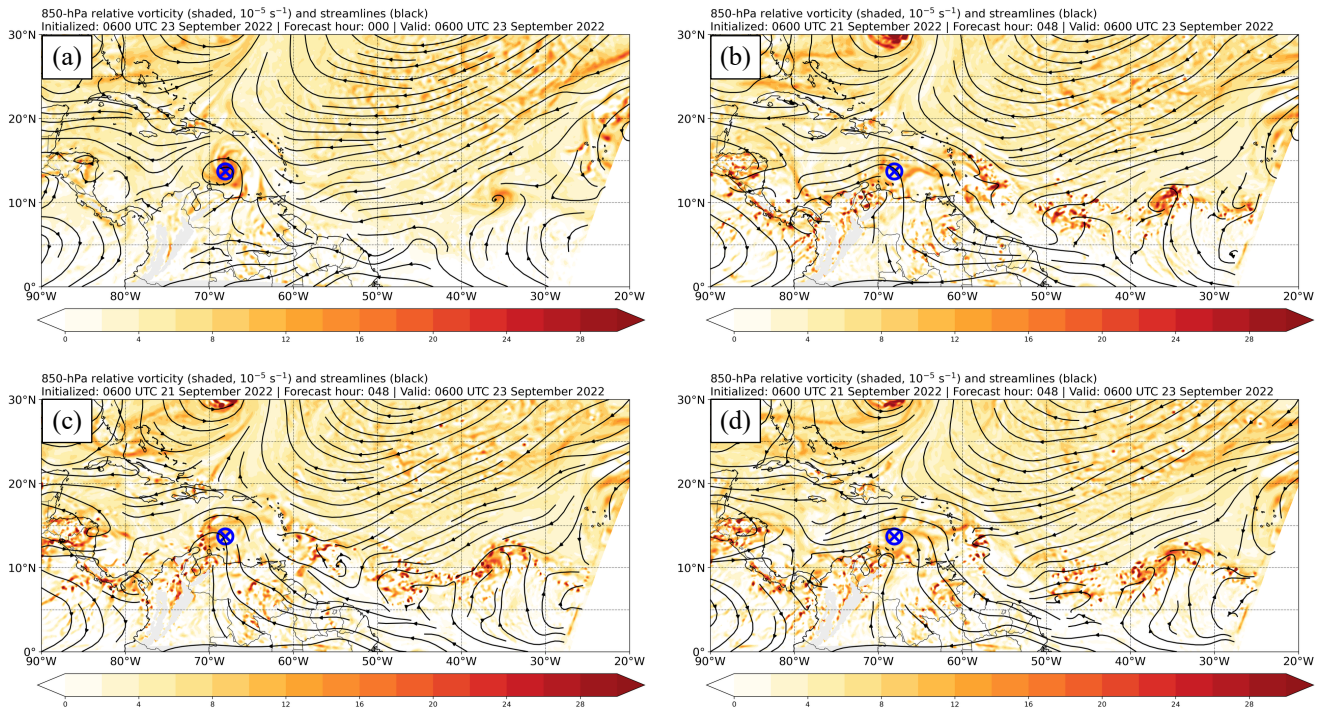 850-hPa relative vorticity (shaded, 10⁻⁵ s⁻¹) and streamlines (black)
Initialized: 0600 UTC 23 September 2022 | Forecast hour: 000 | Valid: 0600 UTC 23 September 2022
(a)
30°N
20°N
10°N
0°
90°W 80°W 70°W 60°W 50°W 40°W 30°W 20°W
0 4 8 12 16 20 24 28
850-hPa relative vorticity (shaded, 10⁻⁵ s⁻¹) and streamlines (black)
Initialized: 0600 UTC 21 September 2022 | Forecast hour: 048 | Valid: 0600 UTC 23 September 2022
(b)
30°N
20°N
10°N
0°
90°W 80°W 70°W 60°W 50°W 40°W 30°W 20°W
0 4 8 12 16 20 24 28
850-hPa relative vorticity (shaded, 10⁻⁵ s⁻¹) and streamlines (black)
Initialized: 0600 UTC 21 September 2022 | Forecast hour: 048 | Valid: 0600 UTC 23 September 2022
(c)
30°N
20°N
10°N
0°
90°W 80°W 70°W 60°W 50°W 40°W 30°W 20°W
0 4 8 12 16 20 24 28
850-hPa relative vorticity (shaded, 10⁻⁵ s⁻¹) and streamlines (black)
Initialized: 0600 UTC 21 September 2022 | Forecast hour: 048 | Valid: 0600 UTC 23 September 2022
(d)
30°N
20°N
10°N
0°
90°W 80°W 70°W 60°W 50°W 40°W 30°W 20°W
0 4 8 12 16 20 24 28